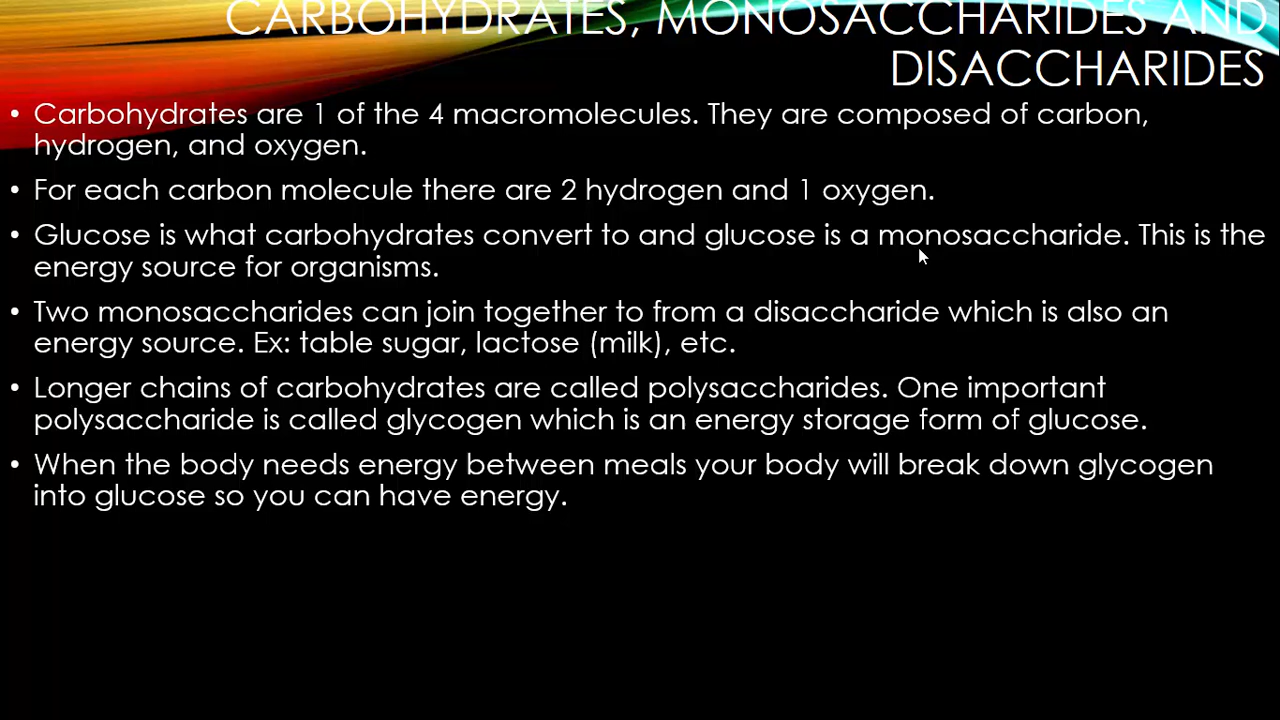 CARBOHYDRATES, MONOSACCHARIDES AND
DISACCHARIDES
• Carbohydrates are 1 of the 4 macromolecules. They are composed of carbon,
hydrogen, and oxygen.
• For each carbon molecule there are 2 hydrogen and 1 oxygen.
• Glucose is what carbohydrates convert to and glucose is a monosaccharide. This is the
energy source for organisms.
• Two monosaccharides can join together to from a disaccharide which is also an
energy source. Ex: table sugar, lactose (milk), etc.
• Longer chains of carbohydrates are called polysaccharides. One important
polysaccharide is called glycogen which is an energy storage form of glucose.
• When the body needs energy between meals your body will break down glycogen
into glucose so you can have energy.